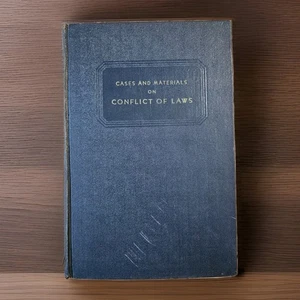 CASES AND MATERIALS
ON
CONFLICT OF LAWS